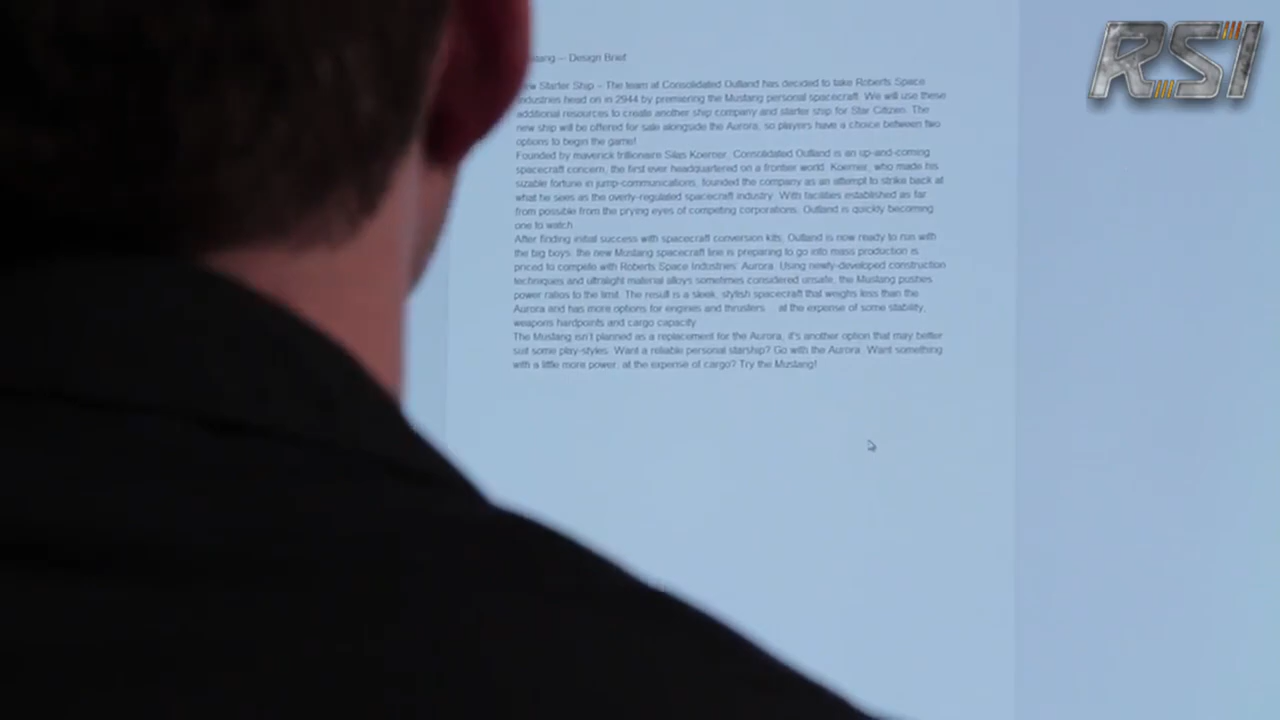 RSI
stang – Design Brief
w Starter Ship – The team at Consolidated Outland has decided to take Roberts Space
Industries head on in 2944 by premiering the Mustang personal spacecraft. We will use these
additional resources to create another ship company and starter ship for Star Citizen. The
new ship will be offered for sale alongside the Aurora, so players have a choice between two
options to begin the game!
Founded by maverick trillionaire Silas Koerner, Consolidated Outland is an up-and-coming
spacecraft concern, the first ever headquartered on a frontier world. Koerner, who made his
sizable fortune in jump-communications, founded the company as an attempt to strike back at
what he sees as the overly-regulated spacecraft industry. With facilities established as far
from possible from the prying eyes of competing corporations, Outland is quickly becoming
one to watch.
After finding initial success with spacecraft conversion kits, Outland is now ready to run with
the big boys: the new Mustang spacecraft line is preparing to go into mass production is
priced to compete with Roberts Space Industries' Aurora. Using newly-developed construction
techniques and ultralight material alloys sometimes considered unsafe, the Mustang pushes
power ratios to the limit. The result is a sleek, stylish spacecraft that weighs less than the
Aurora and has more options for engines and thrusters at the expense of some stability,
weapons hardpoints and cargo capacity.
The Mustang isn't planned as a replacement for the Aurora, it's another option that may better
suit some play-styles. Want a reliable personal starship? Go with the Aurora. Want something
with a little more power, at the expense of cargo? Try the Mustang!